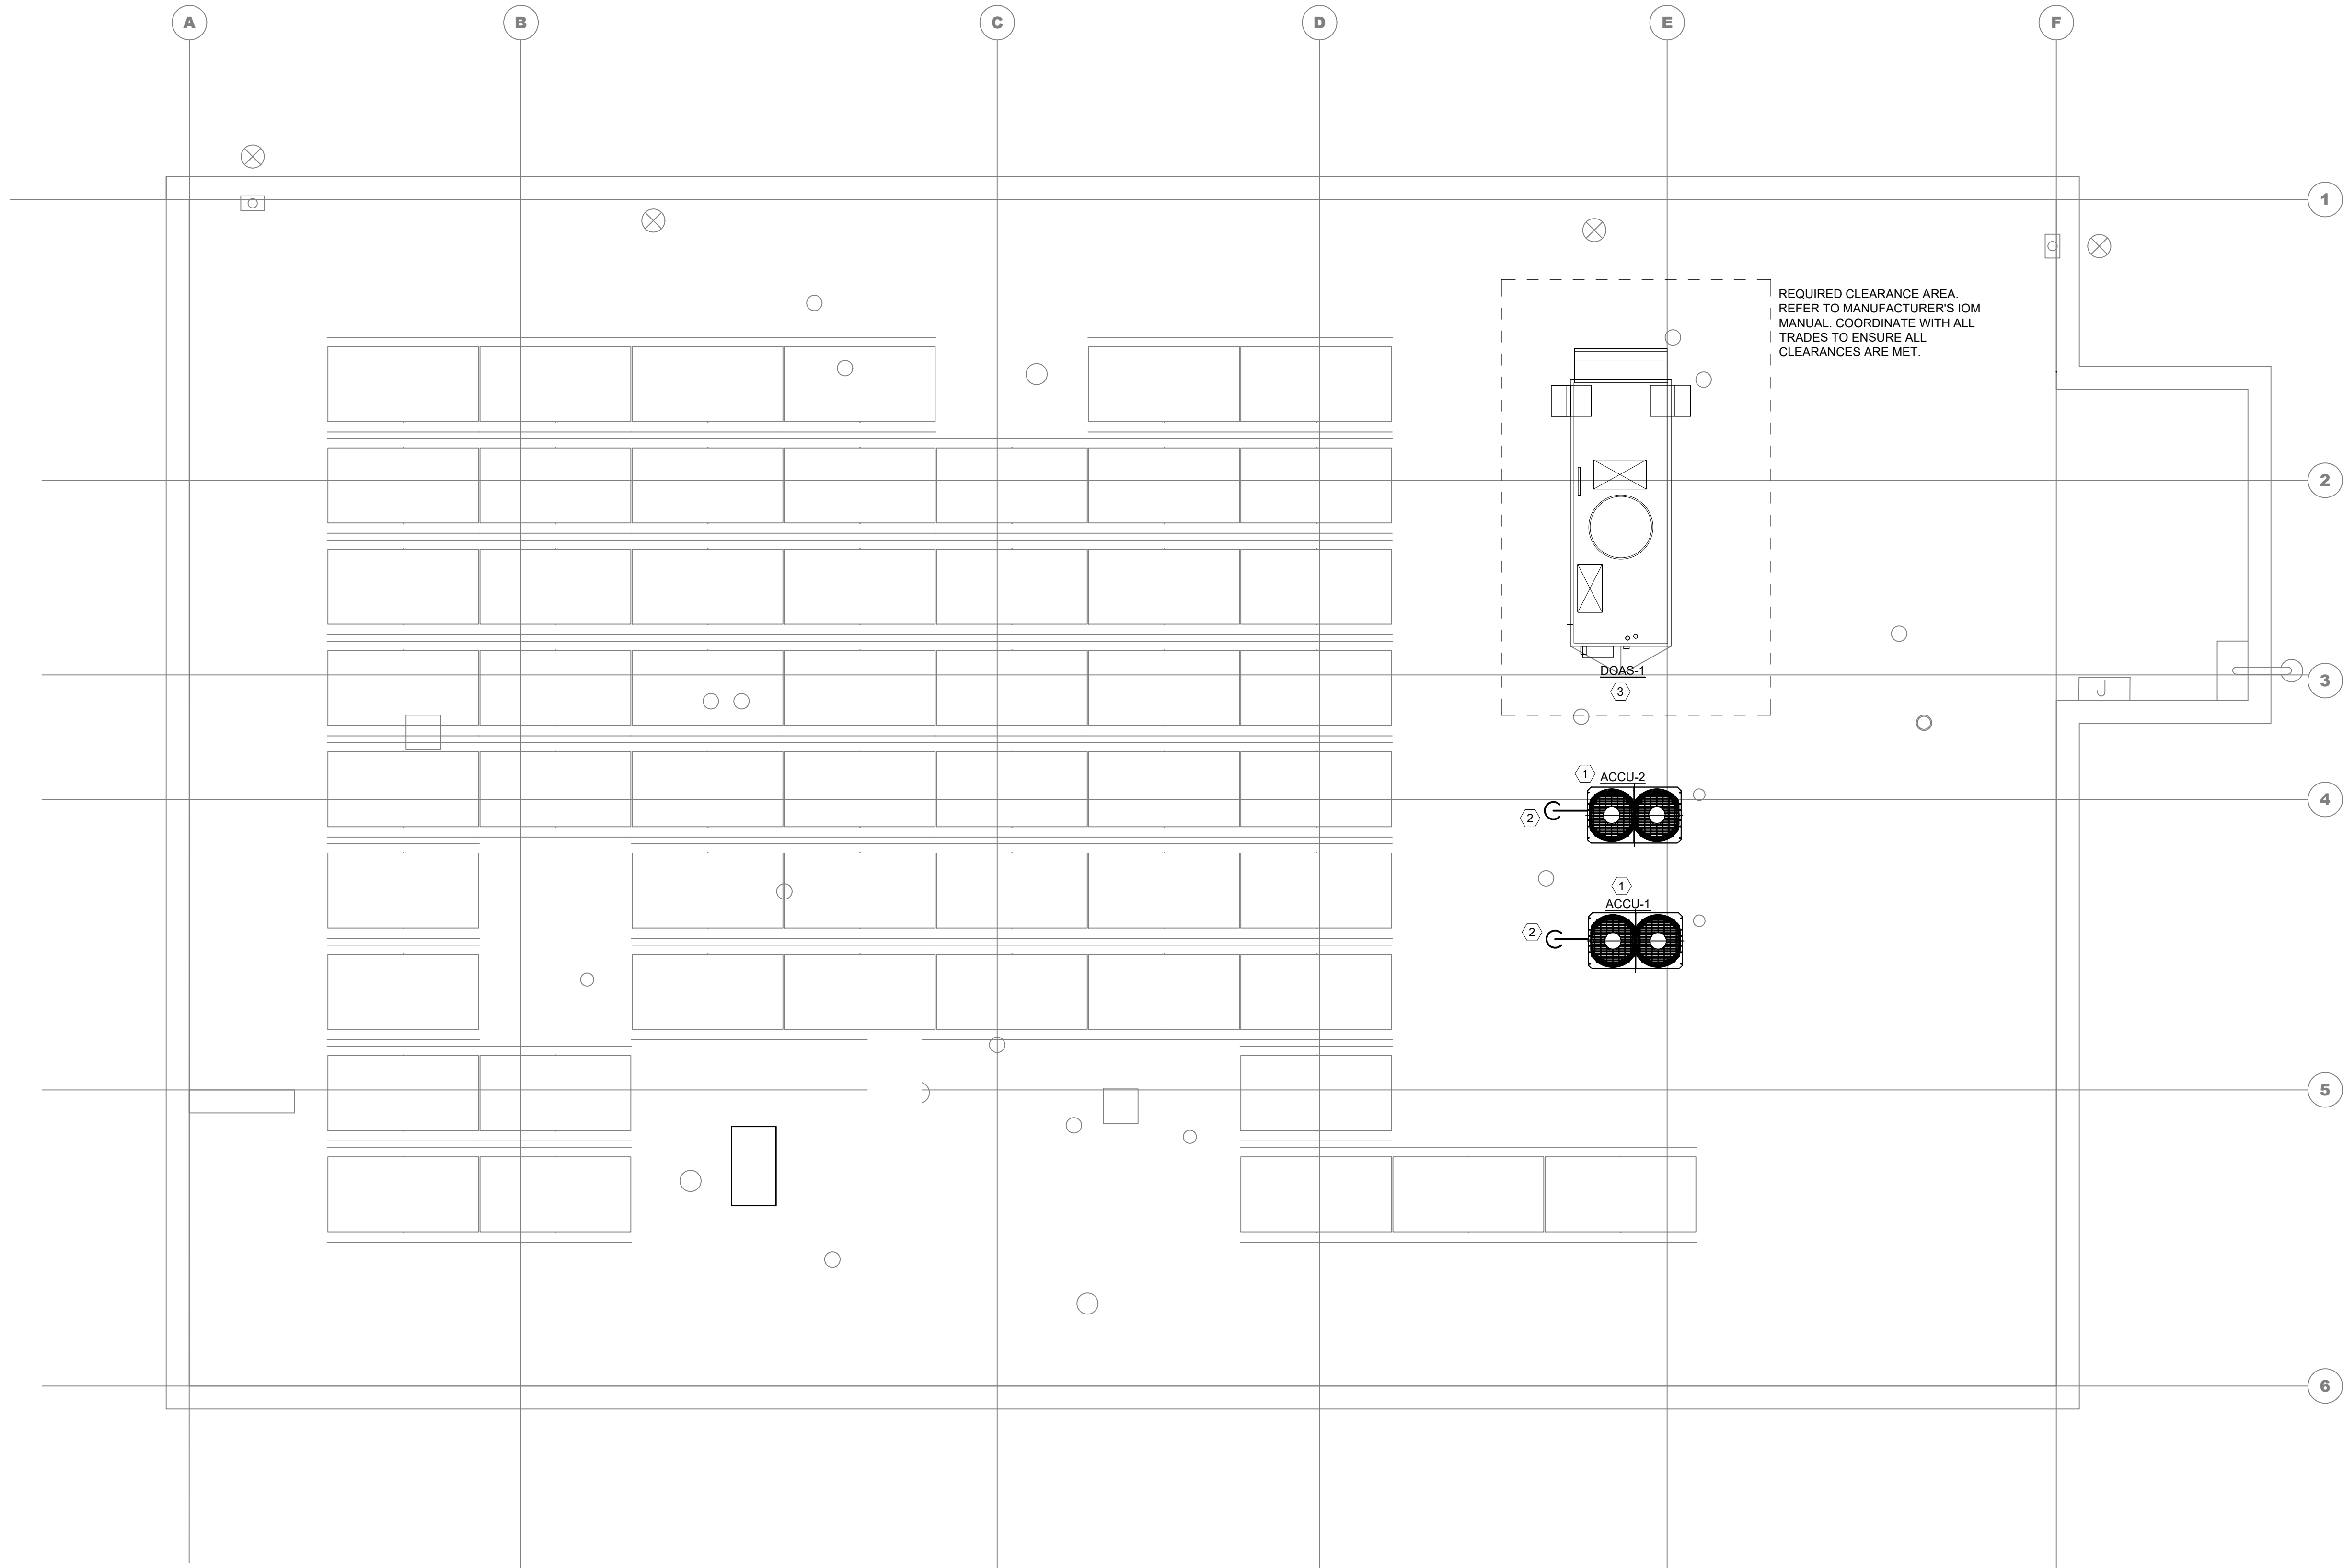 A
B
C
D
E
F
1
REQUIRED CLEARANCE AREA.
REFER TO MANUFACTURER'S IOM
MANUAL. COORDINATE WITH ALL
TRADES TO ENSURE ALL
CLEARANCES ARE MET.
2
DOAS-1
3
3
J
1
ACCU-2
2
4
1
ACCU-1
2
5
6